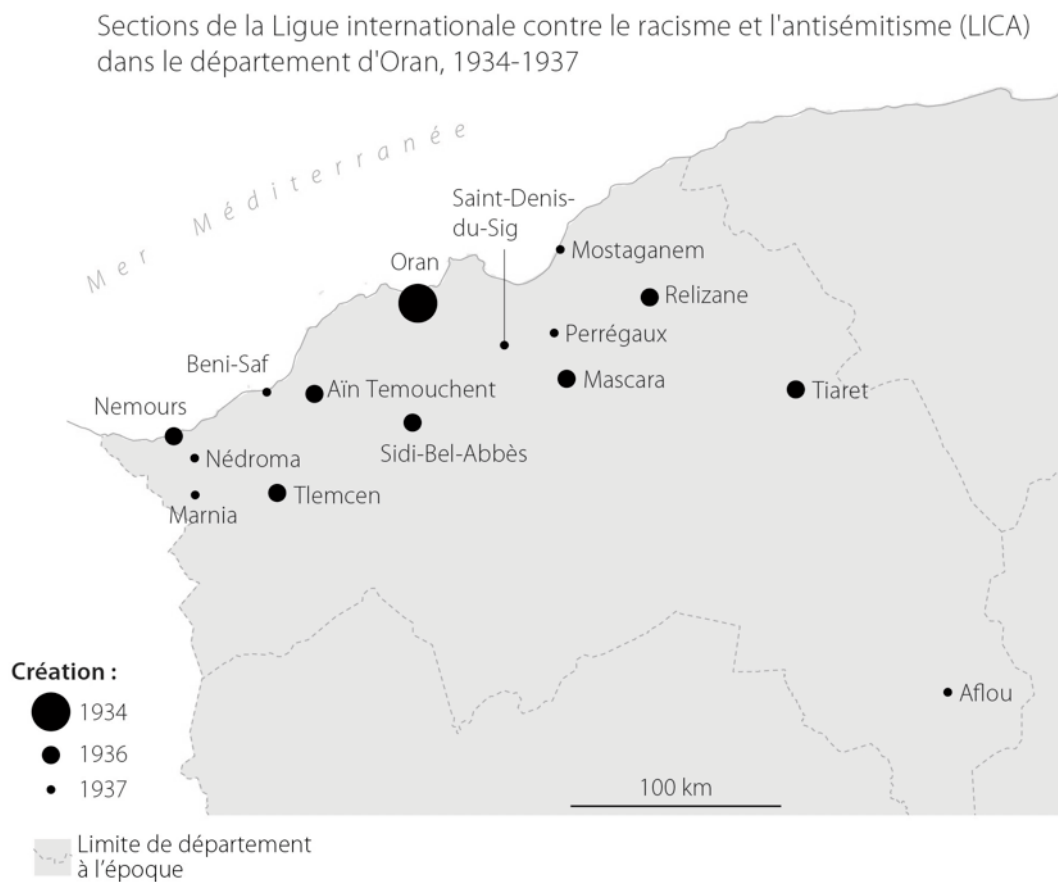 Sections de la Ligue internationale contre le racisme et l'antisémitisme (LICA)
dans le département d'Oran, 1934-1937
Mer Méditerranée
Saint-Denis-
du-Sig
Mostaganem
Oran
Relizane
Perrégaux
Beni-Saf
Mascara
Aïn Temouchent
Tiaret
Nemours
Sidi-Bel-Abbès
Nédroma
Tlemcen
Marnia
Création :
1934
1936
1937
Aflou
100 km
Limite de département
à l'époque